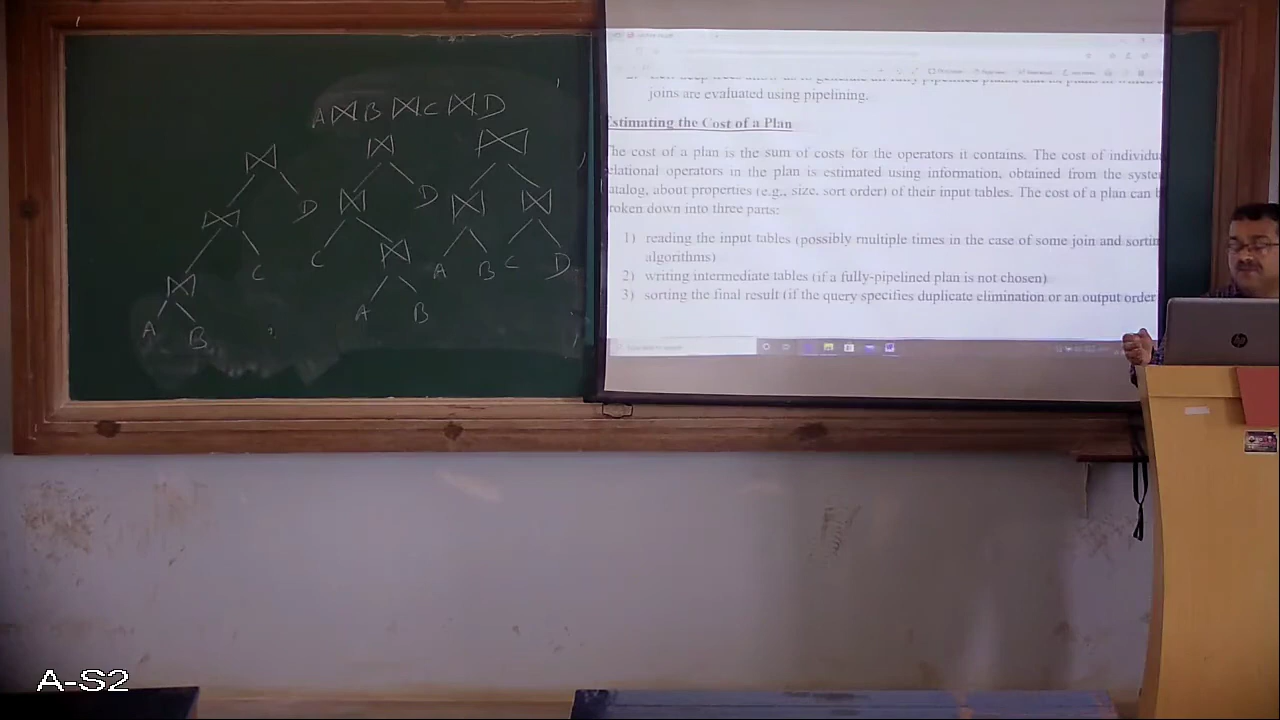 A⋈B⋈C⋈D
⋈ ⋈ ⋈
⋈ D ⋈ D ⋈ ⋈
⋈ C C ⋈ A B C D
A B A B
joins are evaluated using pipelining.
Estimating the Cost of a Plan
The cost of a plan is the sum of costs for the operators it contains. The cost of individu
elational operators in the plan is estimated using information, obtained from the syste
atalog, about properties (e.g., size, sort order) of their input tables. The cost of a plan can b
roken down into three parts:
1) reading the input tables (possibly multiple times in the case of some join and sortin
algorithms)
2) writing intermediate tables (if a fully-pipelined plan is not chosen)
3) sorting the final result (if the query specifies duplicate elimination or an output order
hp
A-S2